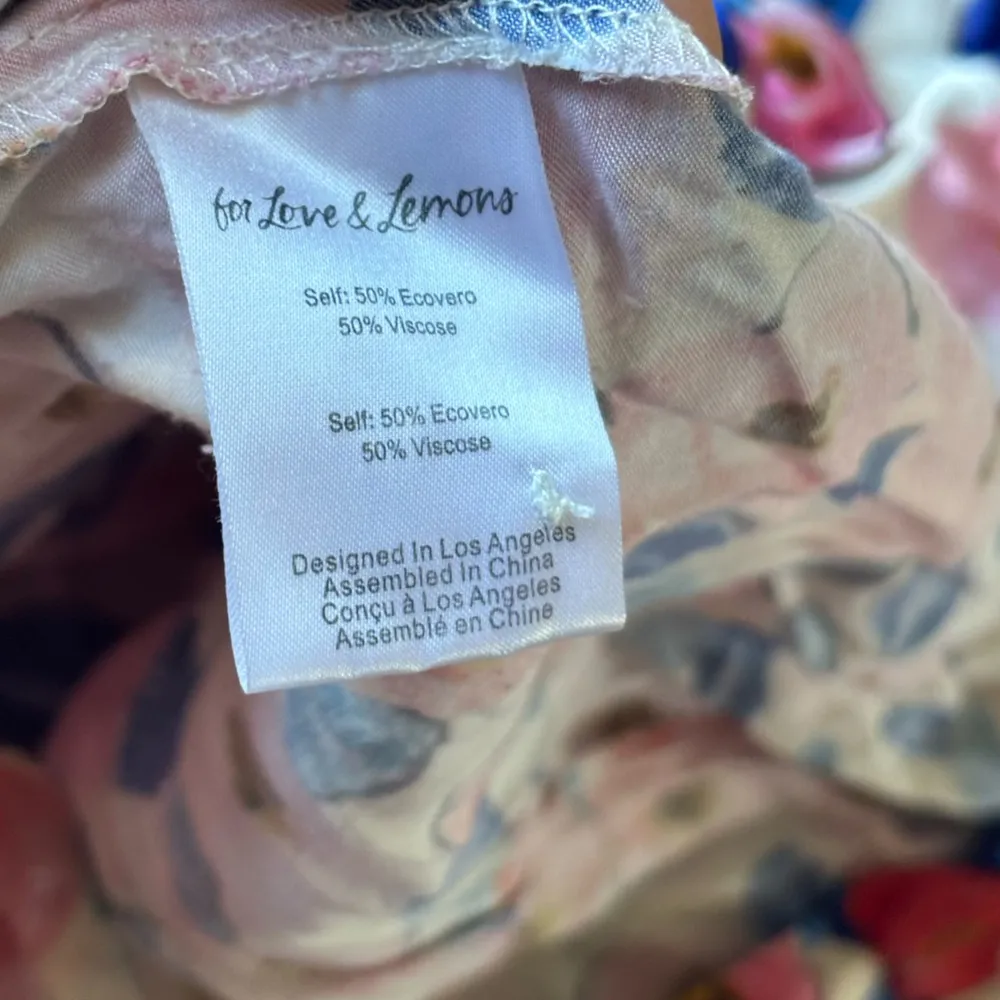 for Love & Lemons
Self: 50% Ecovero
50% Viscose
Self: 50% Ecovero
50% Viscose
Designed In Los Angeles
Assembled In China
Conçu à Los Angeles
Assemblé en Chine